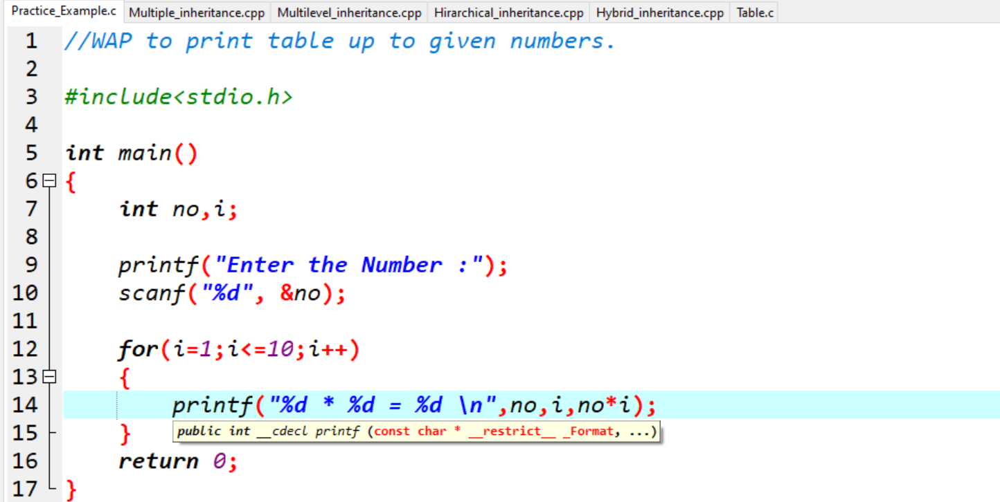 Practice_Example.c Multiple_inheritance.cpp Multilevel_inheritance.cpp Hirarchical_inheritance.cpp Hybrid_inheritance.cpp Table.c
1 //WAP to print table up to given numbers.
2
3 #include<stdio.h>
4
5 int main()
6 {
7 int no,i;
8
9 printf("Enter the Number :");
10 scanf("%d", &no);
11
12 for(i=1;i<=10;i++)
13 {
14 printf("%d * %d = %d \n",no,i,no*i);
15 } public int __cdecl printf (const char * __restrict__ _Format, ...)
16 return 0;
17 }